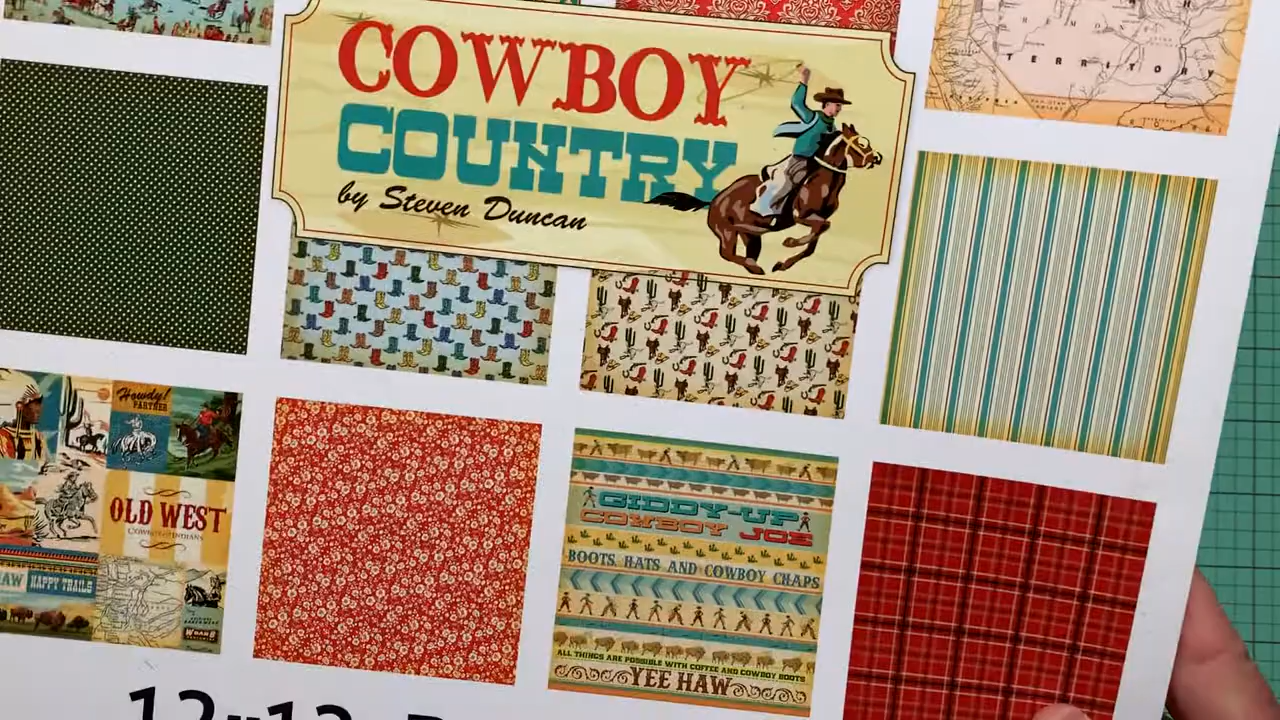 COWBOY
COUNTRY
by Steven Duncan
TERRITORY
Howdy!
PARTNER
OLD WEST
HAPPY TRAILS
GIDDY-UP
COWBOY JOE
BOOTS, HATS AND COWBOY CHAPS
ALL THINGS ARE POSSIBLE WITH COFFEE AND COWBOY BOOTS
YEE HAW